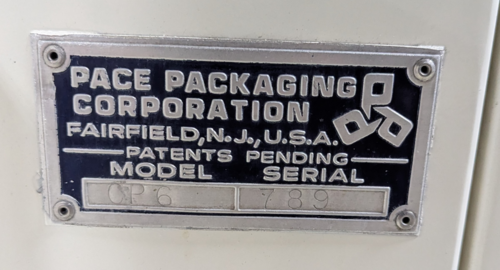 PACE PACKAGING
CORPORATION
FAIRFIELD, N.J., U.S.A.
PATENTS PENDING
MODEL SERIAL
CP6 789